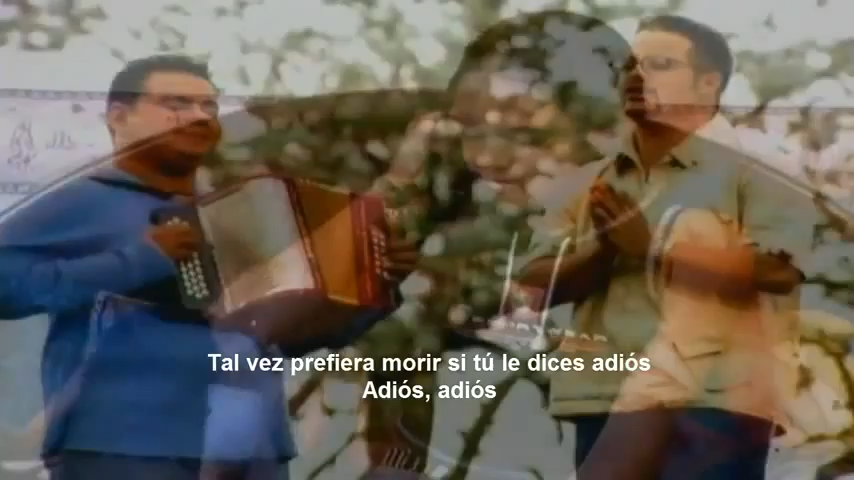 Tal vez prefiera morir si tú le dices adiós
Adiós, adiós